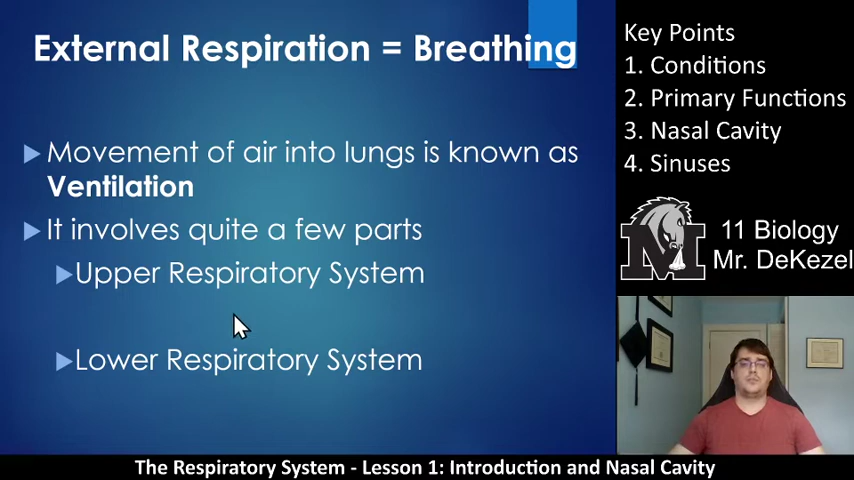 External Respiration = Breathing
Movement of air into lungs is known as
Ventilation
It involves quite a few parts
Upper Respiratory System
Lower Respiratory System
Key Points
1. Conditions
2. Primary Functions
3. Nasal Cavity
4. Sinuses
M
11 Biology
Mr. DeKezel
The Respiratory System - Lesson 1: Introduction and Nasal Cavity